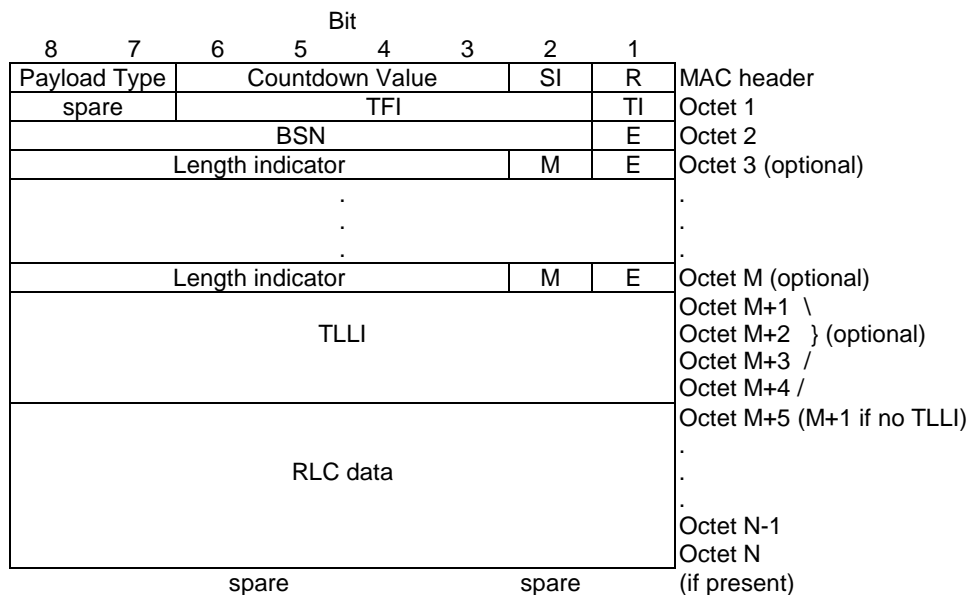 Bit
8 7 6 5 4 3 2 1
Payload Type Countdown Value SI R MAC header
spare TFI TI Octet 1
BSN E Octet 2
Length indicator M E Octet 3 (optional)
. .
. .
. .
Length indicator M E Octet M (optional)
Octet M+1 \
TLLI Octet M+2 } (optional)
Octet M+3 /
Octet M+4 /
Octet M+5 (M+1 if no TLLI)
.
RLC data .
.
Octet N-1
Octet N
spare spare (if present)